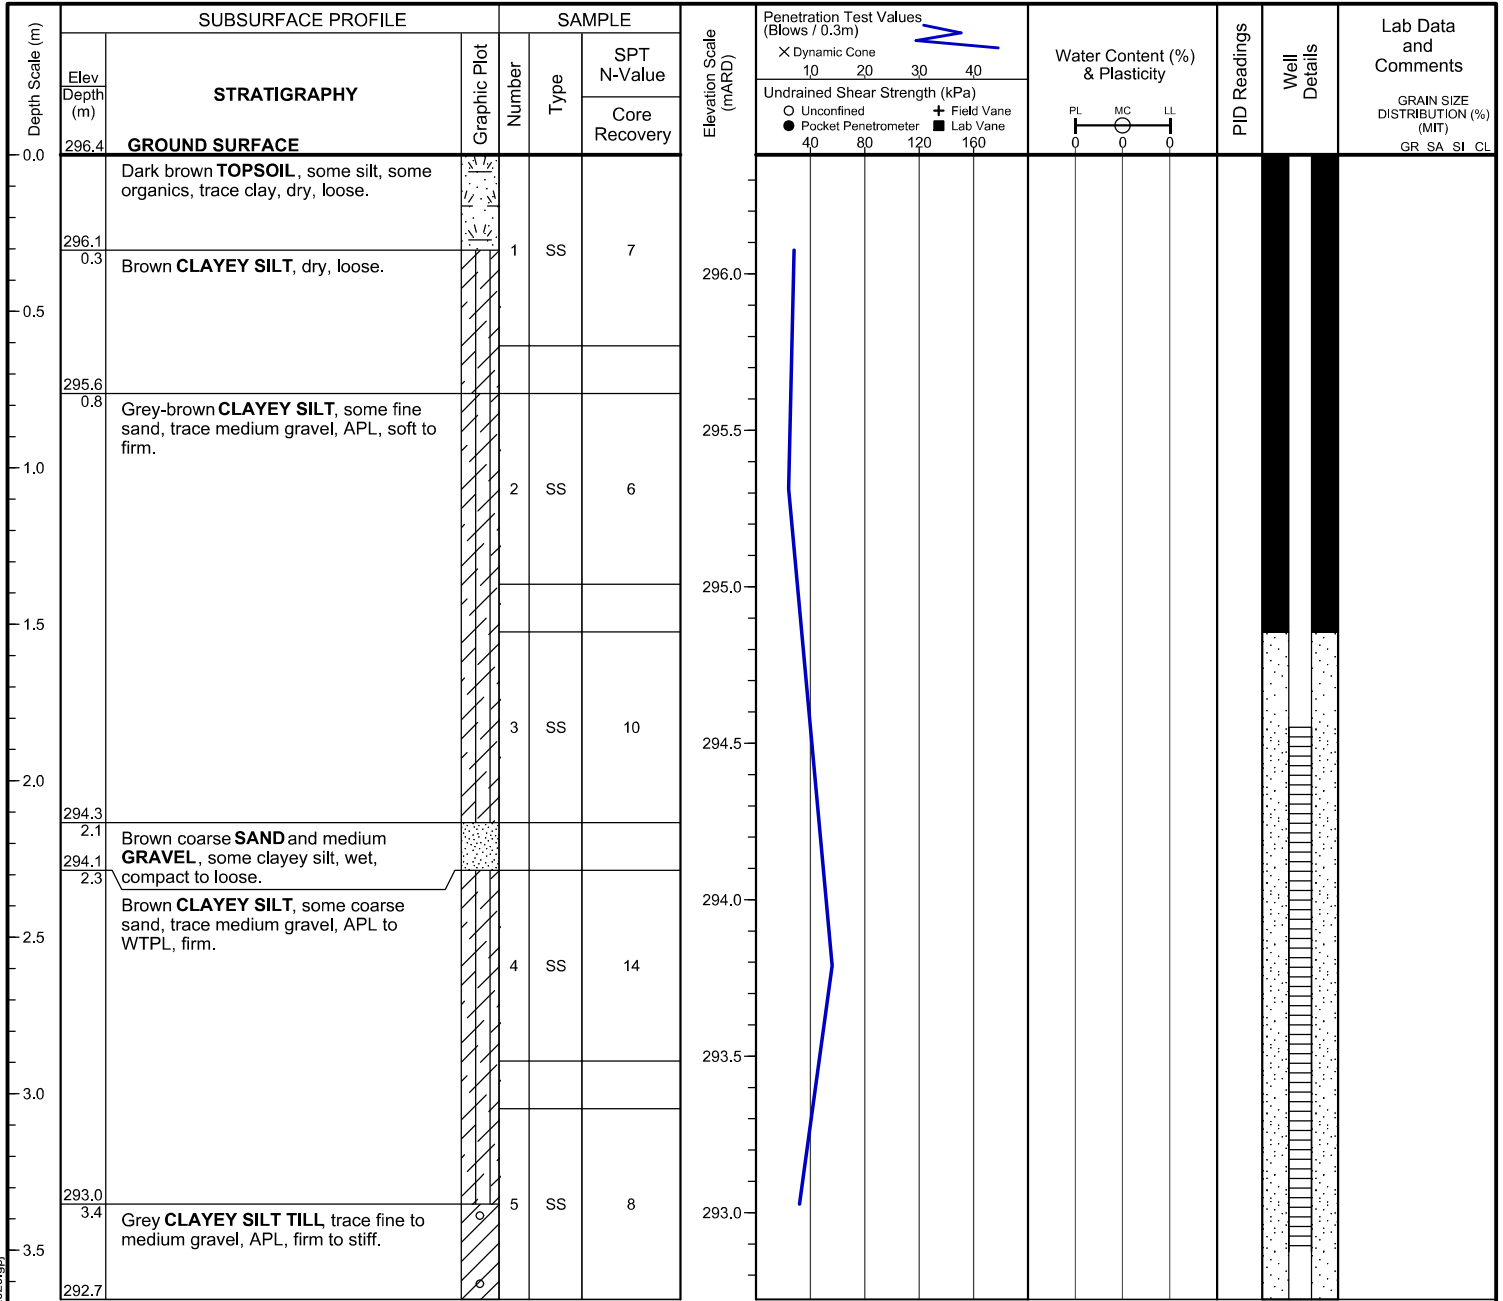 SUBSURFACE PROFILE
SAMPLE
Depth Scale (m)
Elev
Depth
(m)
STRATIGRAPHY
Graphic Plot
Number
Type
SPT
N-Value
Core
Recovery
Elevation Scale
(mARD)
Penetration Test Values
(Blows / 0.3m)
× Dynamic Cone
10 20 30 40
Undrained Shear Strength (kPa)
Unconfined
Field Vane
Pocket Penetrometer
Lab Vane
40 80 120 160
Water Content (%)
& Plasticity
PL MC LL
0 0 0
PID Readings
Well
Details
Lab Data
and
Comments
GRAIN SIZE
DISTRIBUTION (%)
(MIT)
GR SA SI CL
296.4 GROUND SURFACE
0.0
Dark brown TOPSOIL, some silt, some
organics, trace clay, dry, loose.
296.1
0.3
Brown CLAYEY SILT, dry, loose.
1 SS 7
296.0
0.5
295.6
0.8
Grey-brown CLAYEY SILT, some fine
sand, trace medium gravel, APL, soft to
firm.
295.5
1.0
2 SS 6
295.0
1.5
3 SS 10
294.5
2.0
294.3
2.1
Brown coarse SAND and medium
GRAVEL, some clayey silt, wet,
compact to loose.
294.1
2.3
Brown CLAYEY SILT, some coarse
sand, trace medium gravel, APL to
WTPL, firm.
294.0
2.5
4 SS 14
293.5
3.0
293.0
3.4
5 SS 8
293.0
Grey CLAYEY SILT TILL, trace fine to
medium gravel, APL, firm to stiff.
3.5
292.7